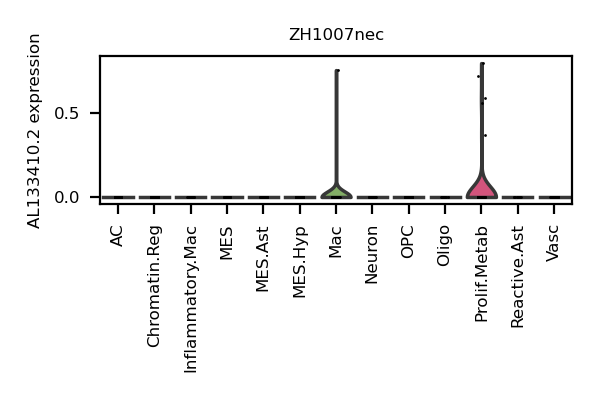 ZH1007nec
AL133410.2 expression
0.5
0.0
AC
Chromatin.Reg
Inflammatory.Mac
MES
MES.Ast
MES.Hyp
Mac
Neuron
OPC
Oligo
Prolif.Metab
Reactive.Ast
Vasc